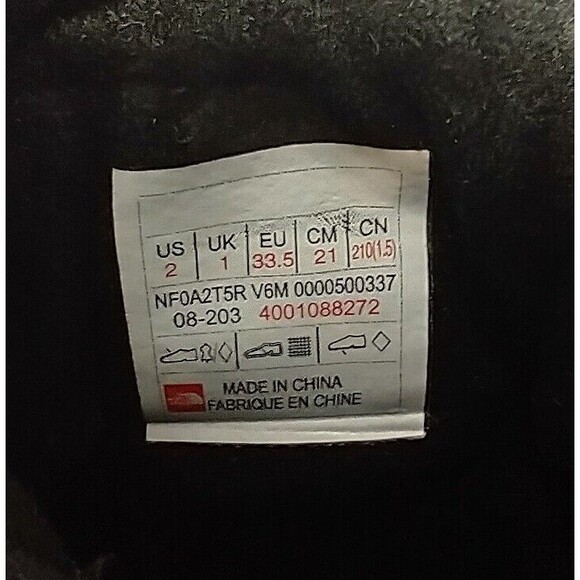 US UK EU CM CN
2 1 33.5 21 210(1.5)
NF0A2T5R V6M 0000500337
08-203 4001088272
MADE IN CHINA
FABRIQUE EN CHINE